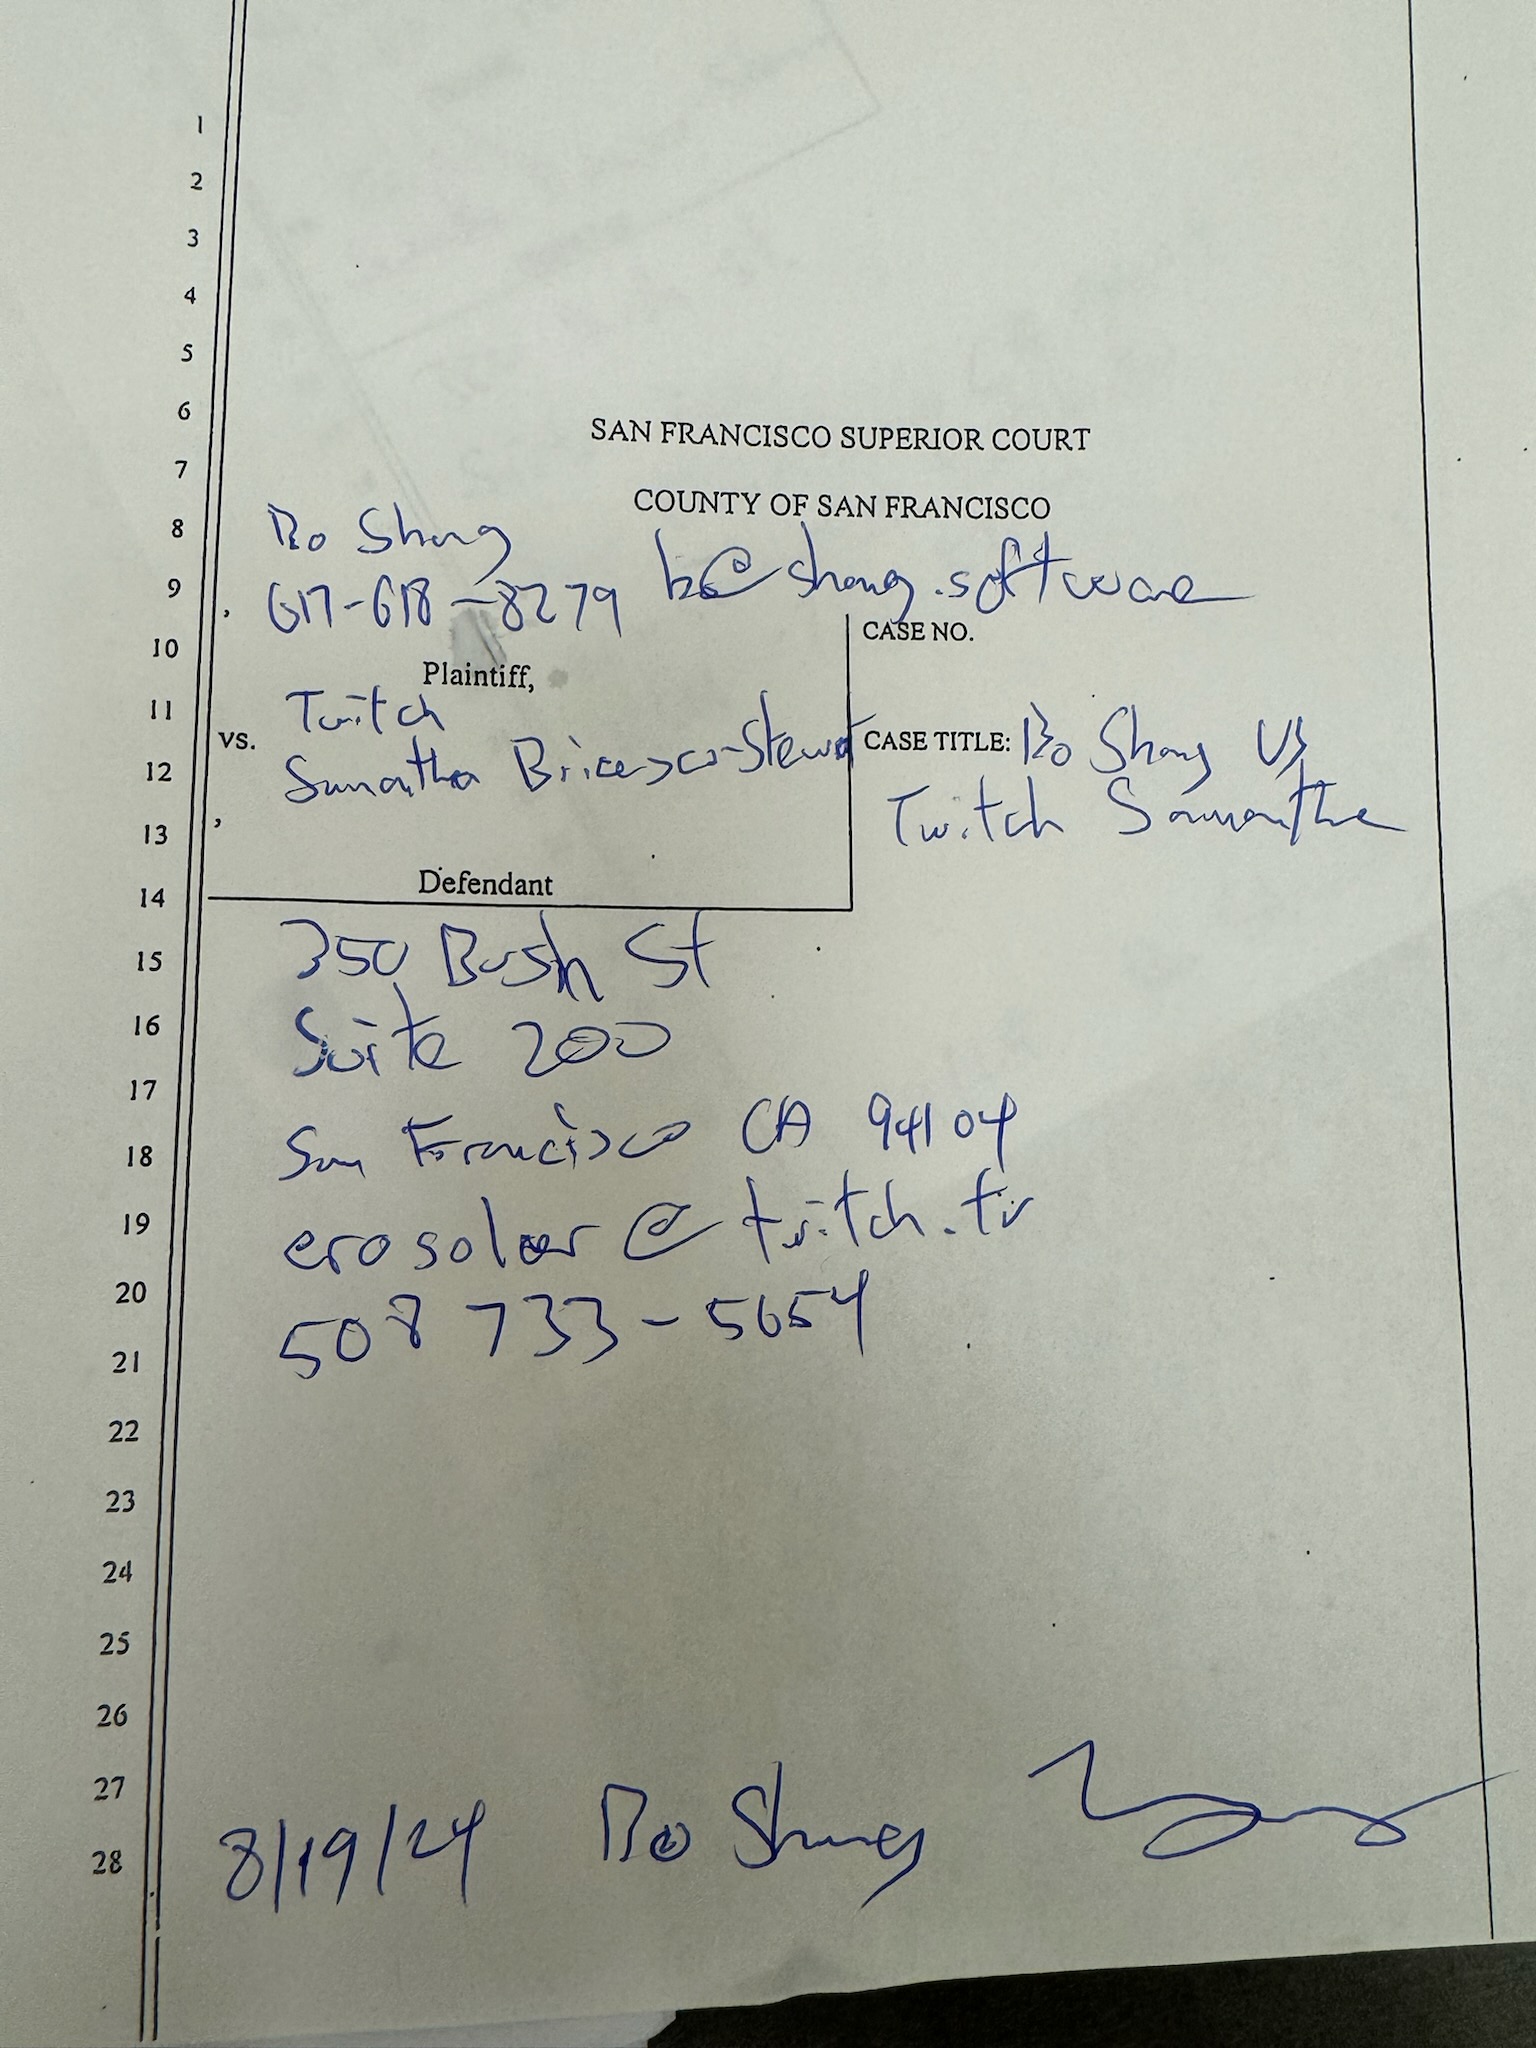 1
2
3
4
5
6
SAN FRANCISCO SUPERIOR COURT
7
COUNTY OF SAN FRANCISCO
8 Bo Shang
9 , 617-618-8279 bo@shang.software
10 CASE NO.
Plaintiff,
11 Twitch
vs. CASE TITLE: Bo Shang VS
12 Samantha Briasco-Stewart
Twitch Samantha
13 ,
14 Defendant
15 350 Bush St
16 Suite 200
17
18 San Francisco CA 94104
19 erosolar@twitch.tv
20
21 508 733-5654
22
23
24
25
26
27
28 8/19/24 Bo Shang